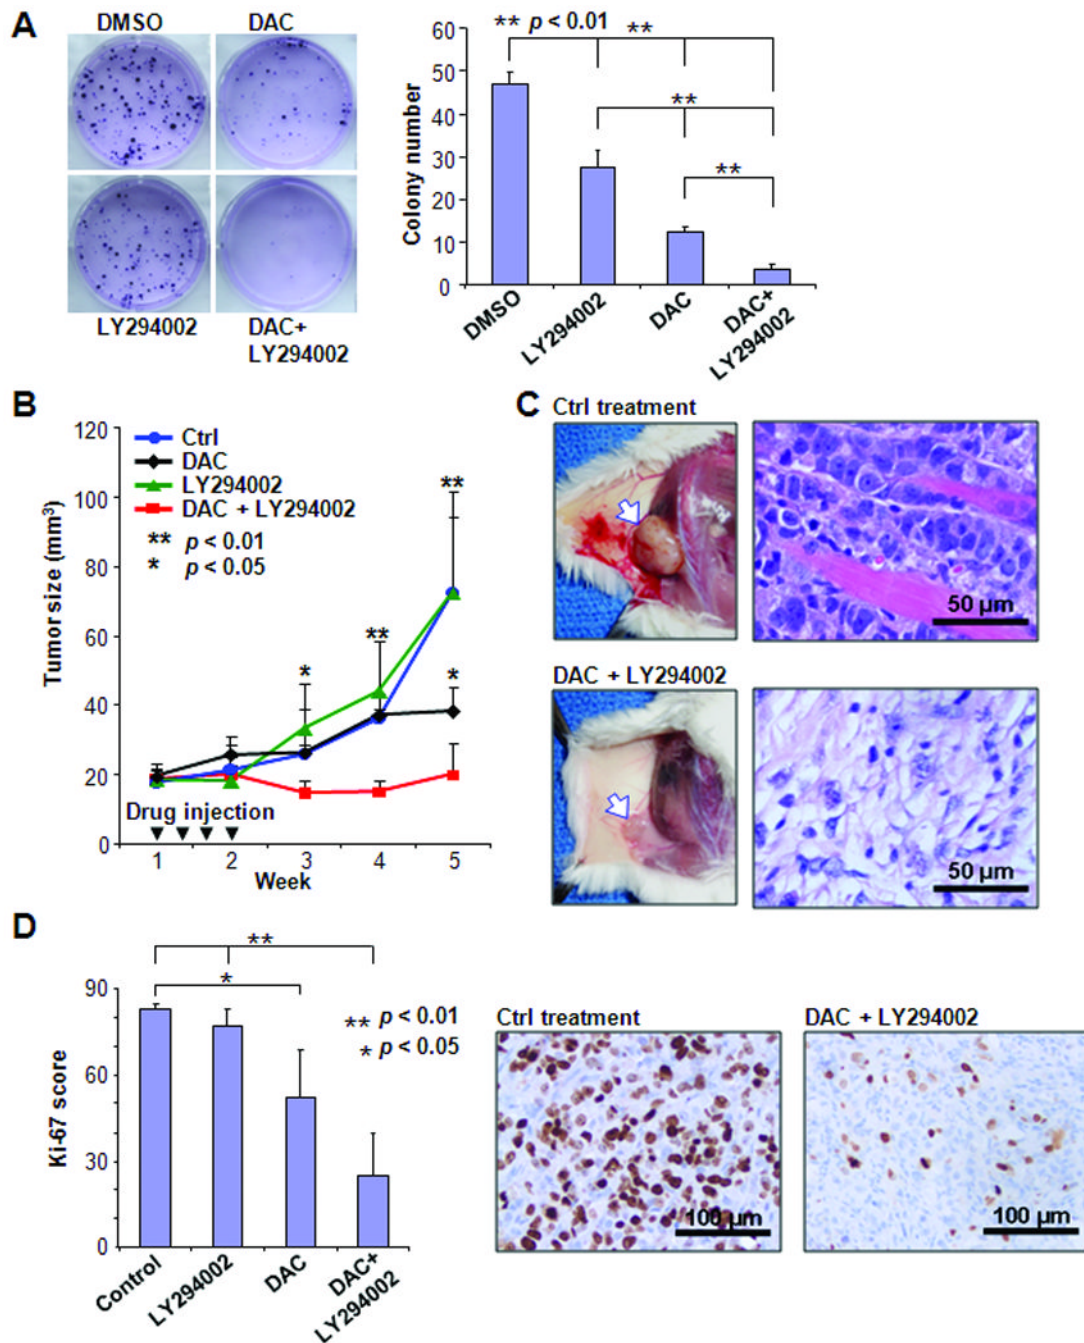 A
DMSO
DAC
LY294002
DAC+
LY294002
** p < 0.01
**
**
**
Colony number
60
50
40
30
20
10
0
DMSO
LY294002
DAC
DAC+
LY294002
B
120
100
80
60
40
20
0
Tumor size (mm³)
Ctrl
DAC
LY294002
DAC + LY294002
** p < 0.01
* p < 0.05
*
**
**
*
Drug injection
1 2 3 4 5
Week
C
Ctrl treatment
50 µm
DAC + LY294002
50 µm
D
**
*
** p < 0.01
* p < 0.05
Ki-67 score
90
60
30
0
Control
LY294002
DAC
DAC+
LY294002
Ctrl treatment
100 µm
DAC + LY294002
100 µm